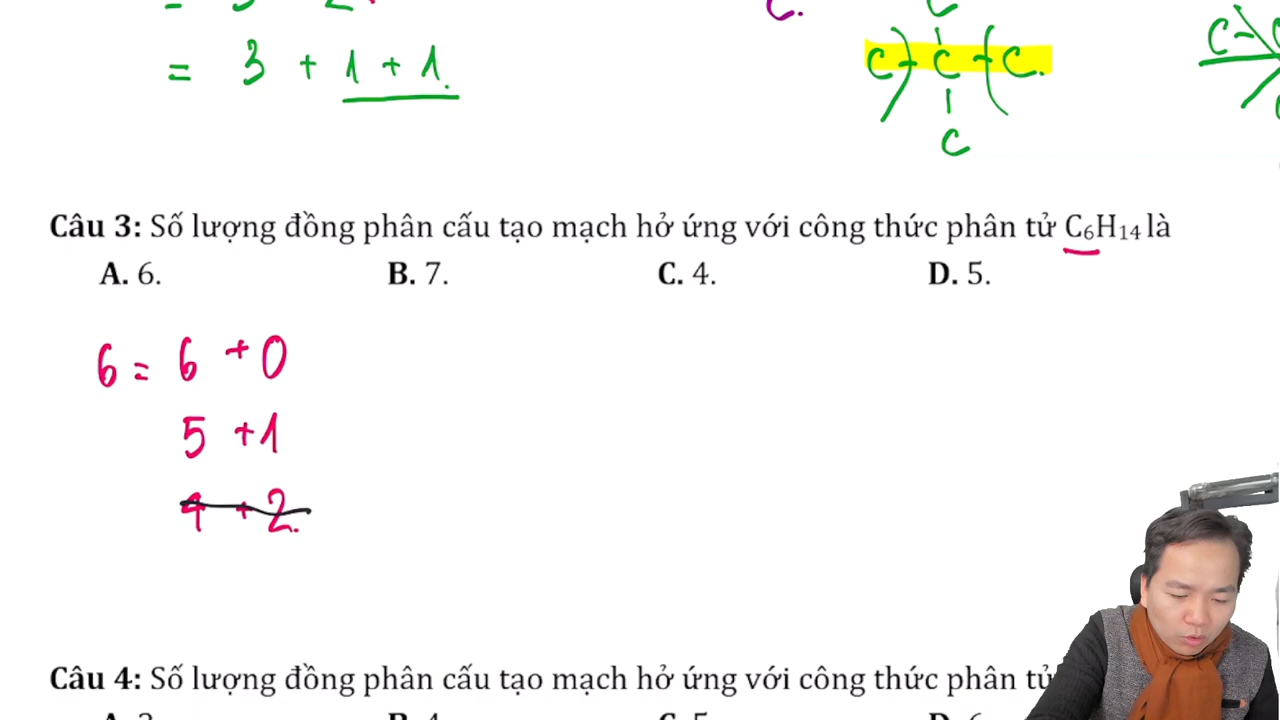 = 3 + 1 + 1.
C.
C - C - C.
C
Câu 3: Số lượng đồng phân cấu tạo mạch hở ứng với công thức phân tử C₆H₁₄ là
A. 6. B. 7. C. 4. D. 5.
6 = 6 + 0
5 + 1
4 + 2.
Câu 4: Số lượng đồng phân cấu tạo mạch hở ứng với công thức phân tử